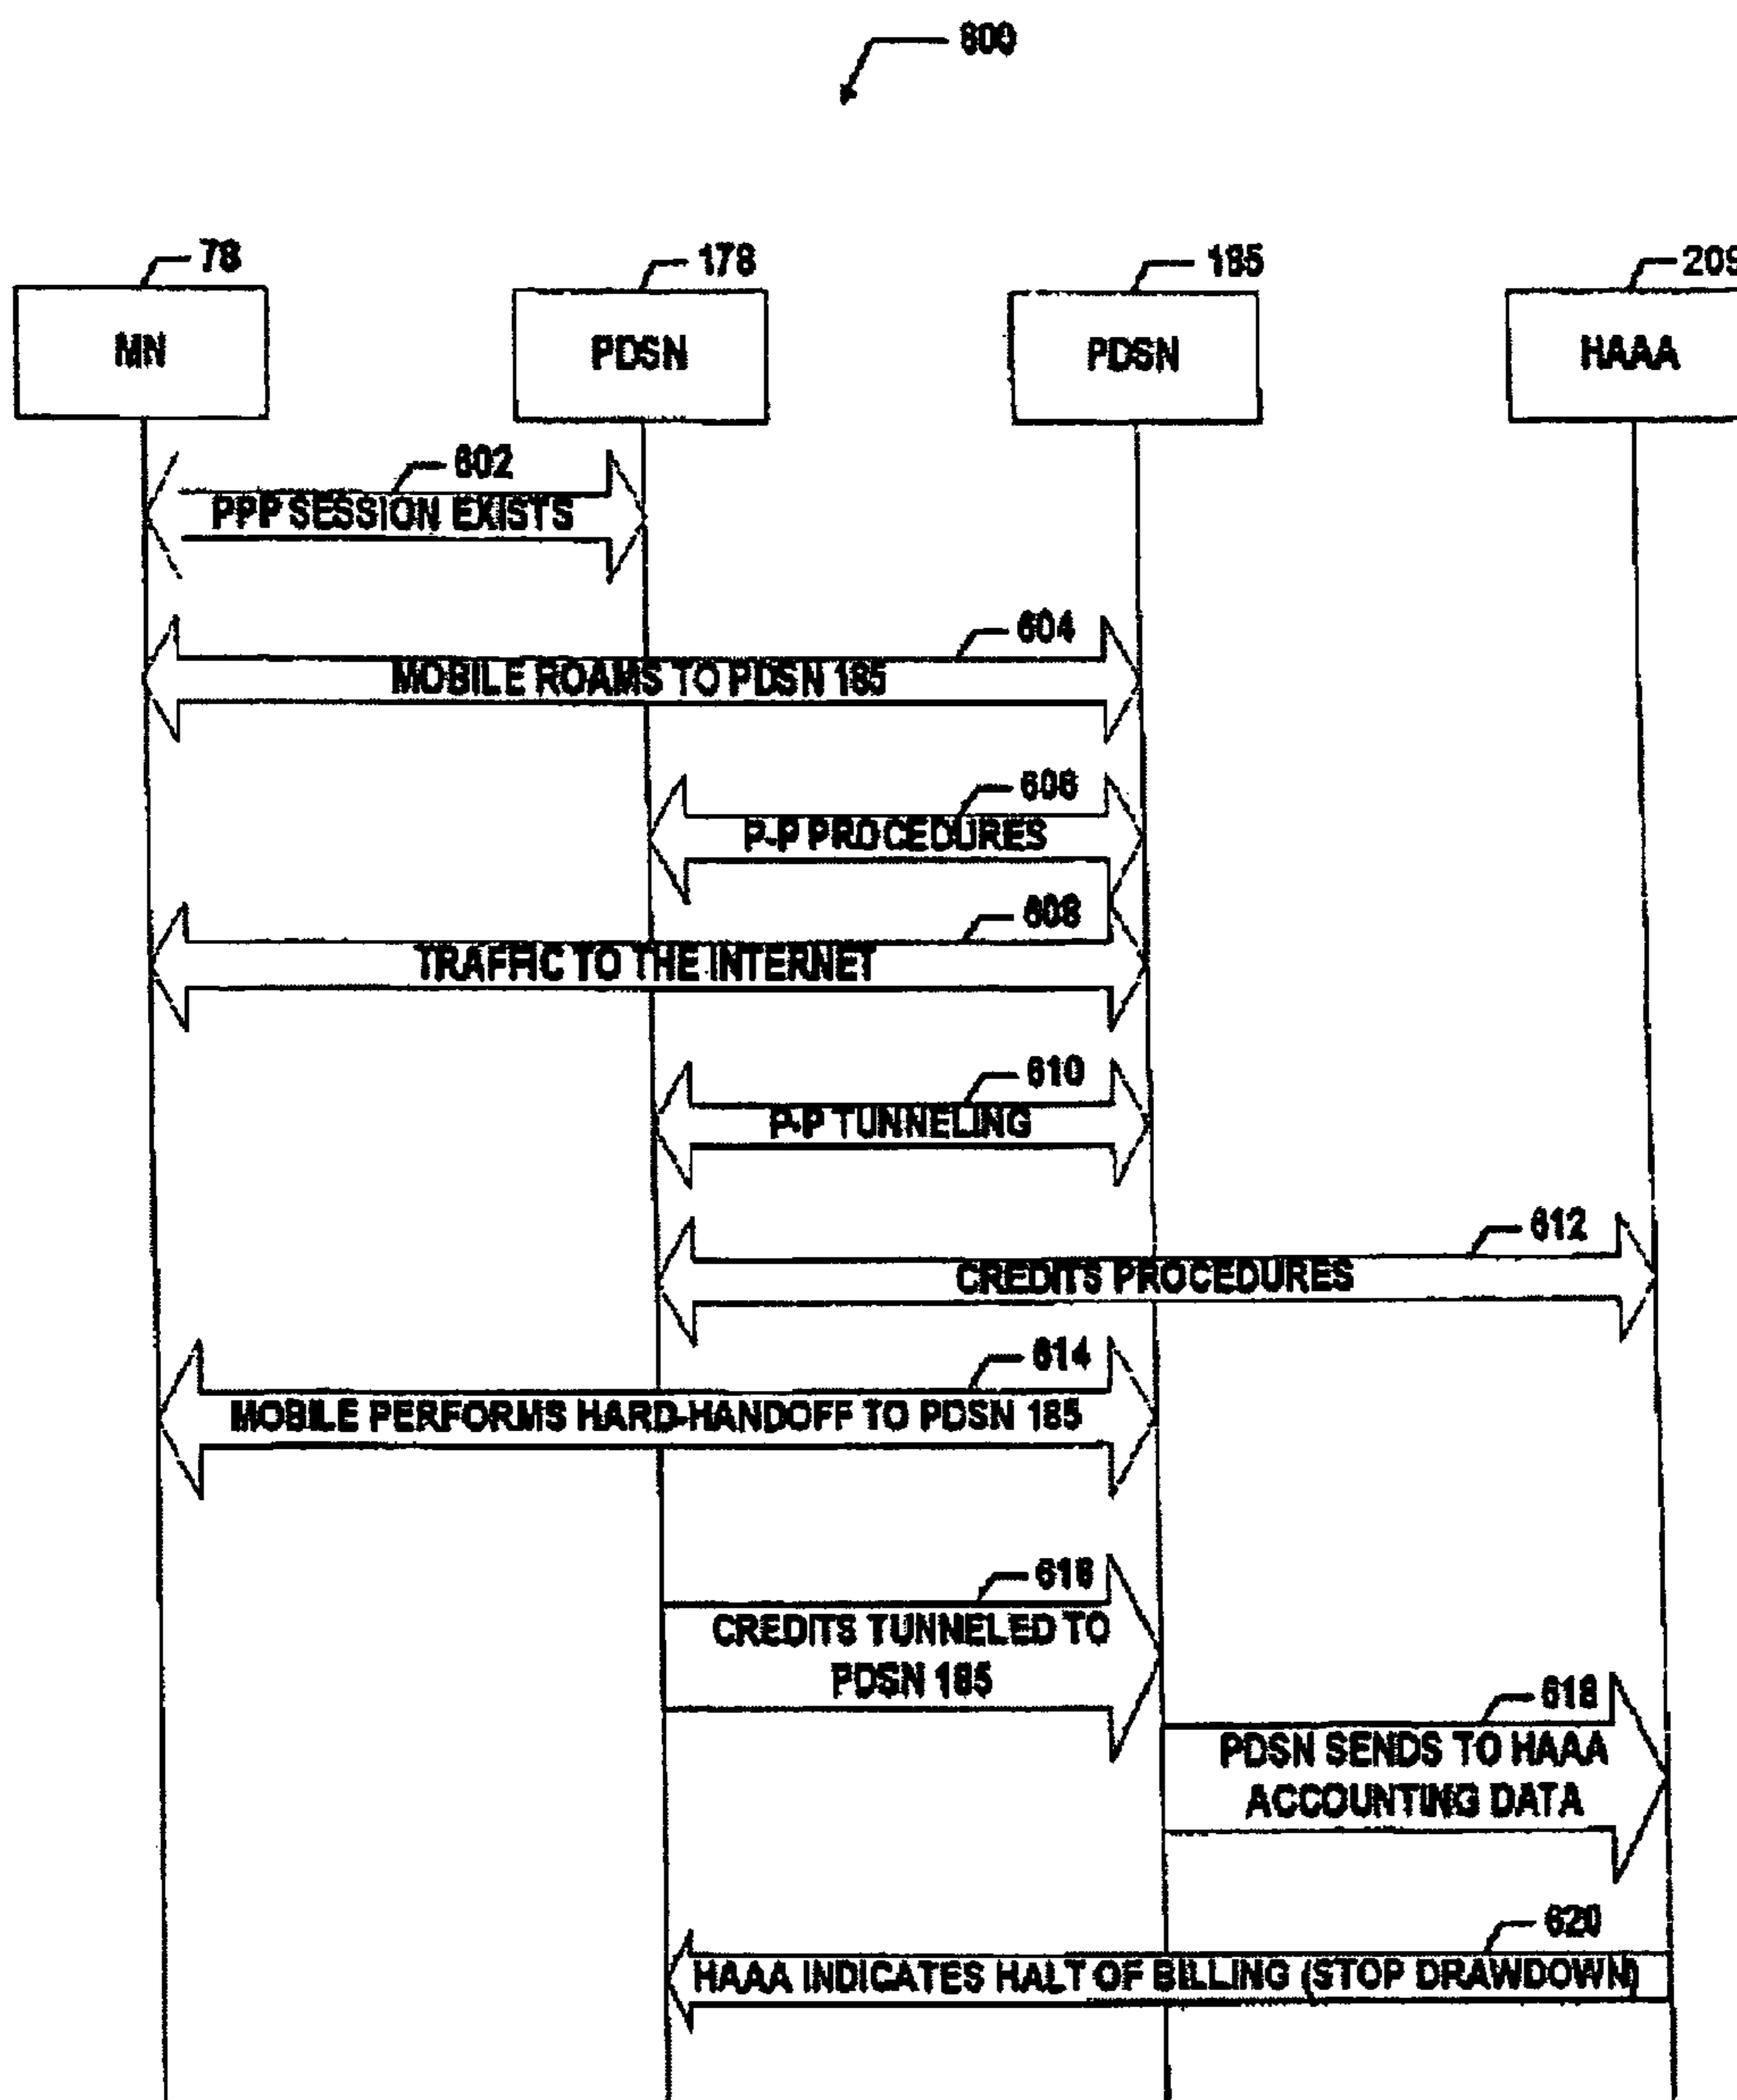 600
78
178
185
209
MN
PDSN
PDSN
HAAA
602
PPP SESSION EXISTS
604
MOBILE ROAMS TO PDSN 185
606
P-P PROCEDURES
608
TRAFFIC TO THE INTERNET
610
P-P TUNNELING
612
CREDITS PROCEDURES
614
MOBILE PERFORMS HARD-HANDOFF TO PDSN 185
616
CREDITS TUNNELED TO
PDSN 185
618
PDSN SENDS TO HAAA
ACCOUNTING DATA
620
HAAA INDICATES HALT OF BILLING (STOP DRAWDOWN)